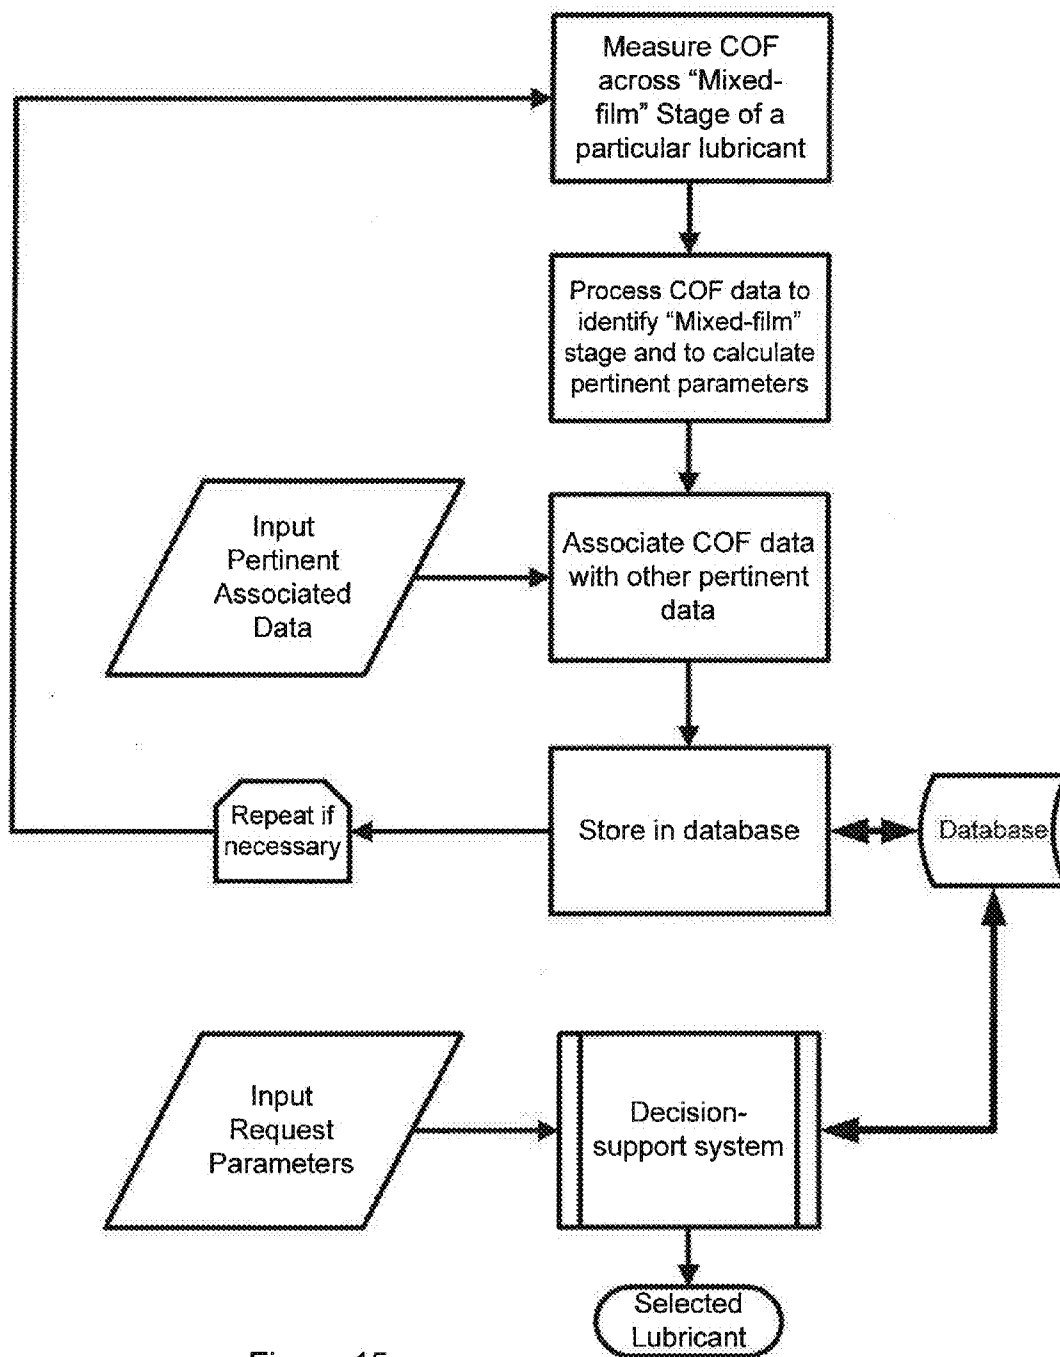 Measure COF
across “Mixed-
film” Stage of a
particular lubricant
Process COF data to
identify “Mixed-film”
stage and to calculate
pertinent parameters
Input
Pertinent
Associated
Data
Associate COF data
with other pertinent
data
Repeat if
necessary
Store in database
Database
Input
Request
Parameters
Decision-
support system
Selected
Lubricant
Figure 15